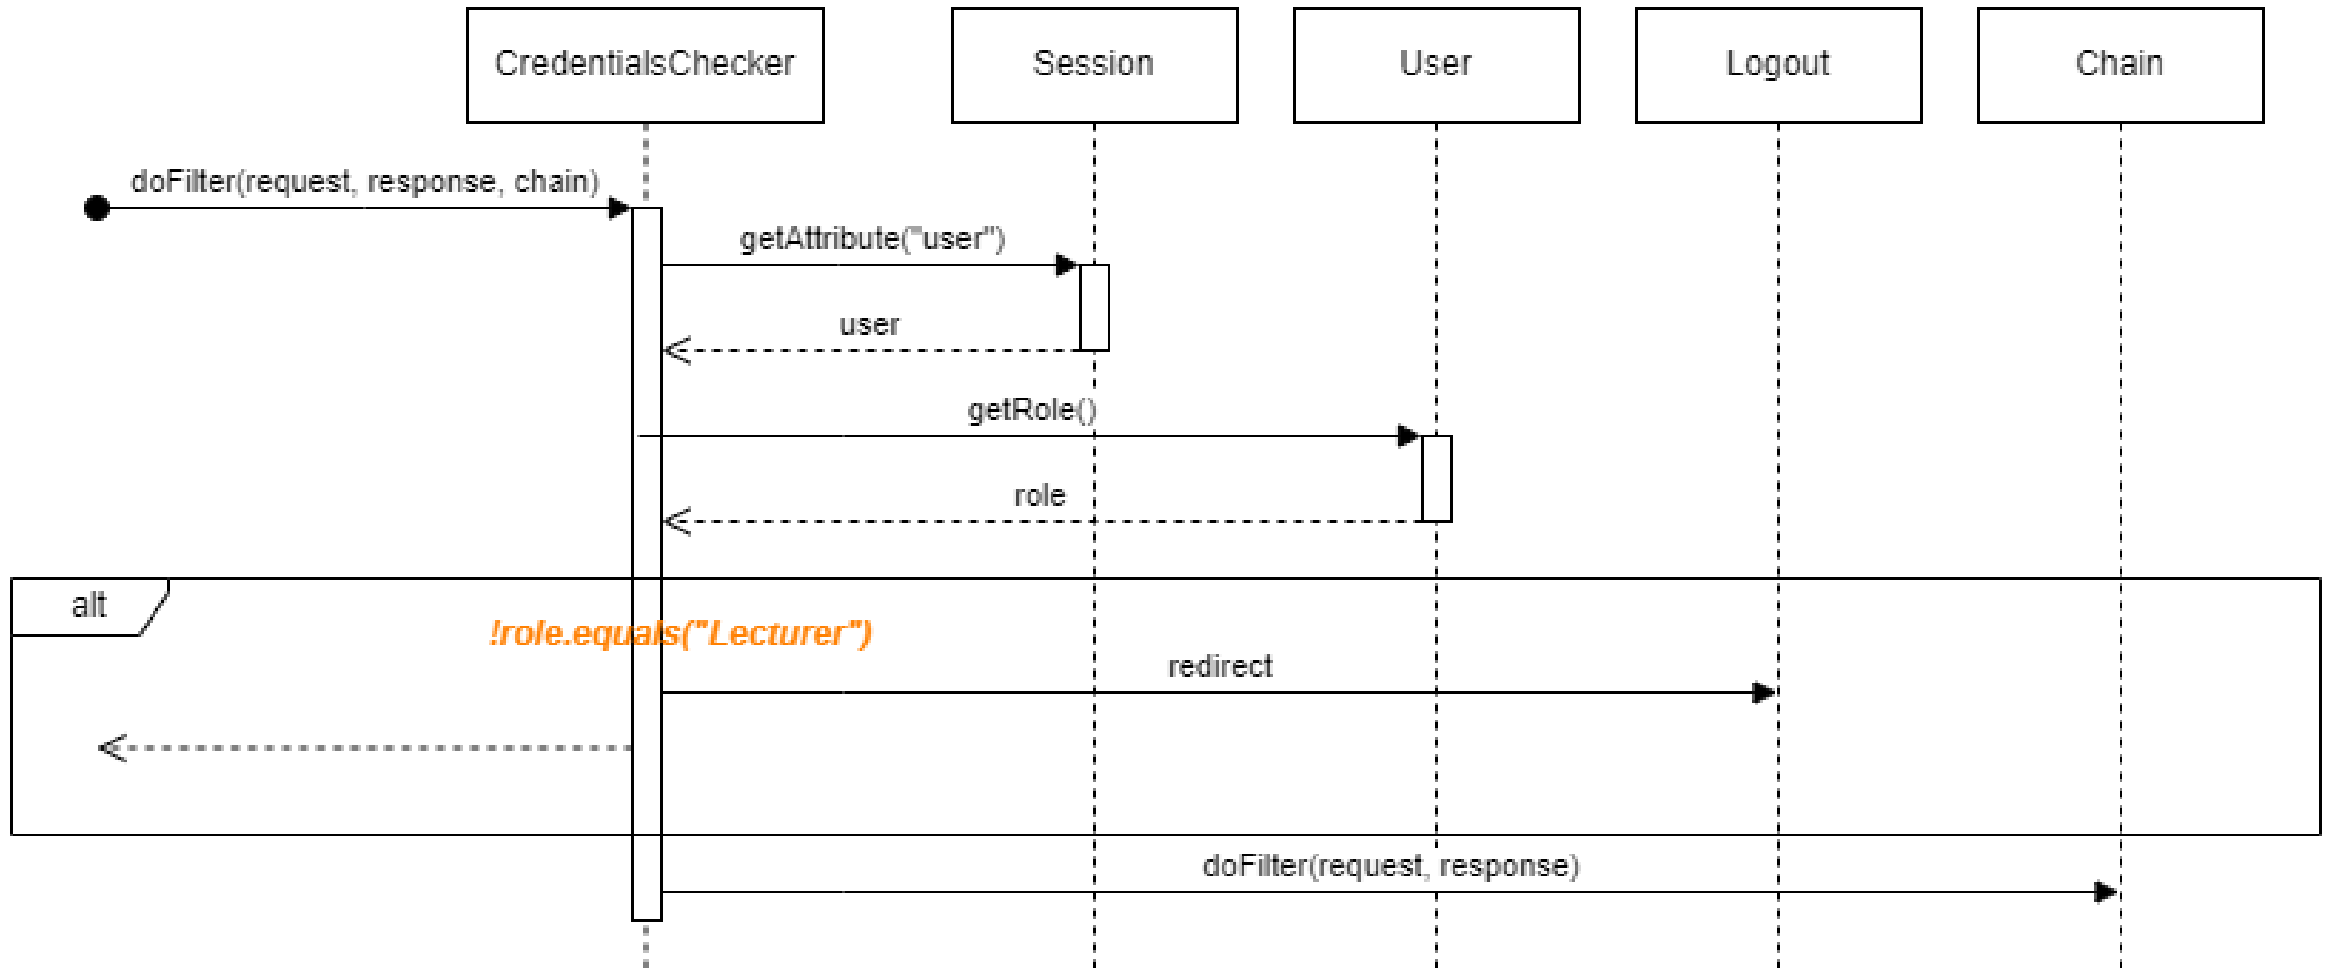 CredentialsChecker
Session
User
Logout
Chain
doFilter(request, response, chain)
getAttribute("user")
user
getRole()
role
alt
!role.equals("Lecturer")
redirect
doFilter(request, response)